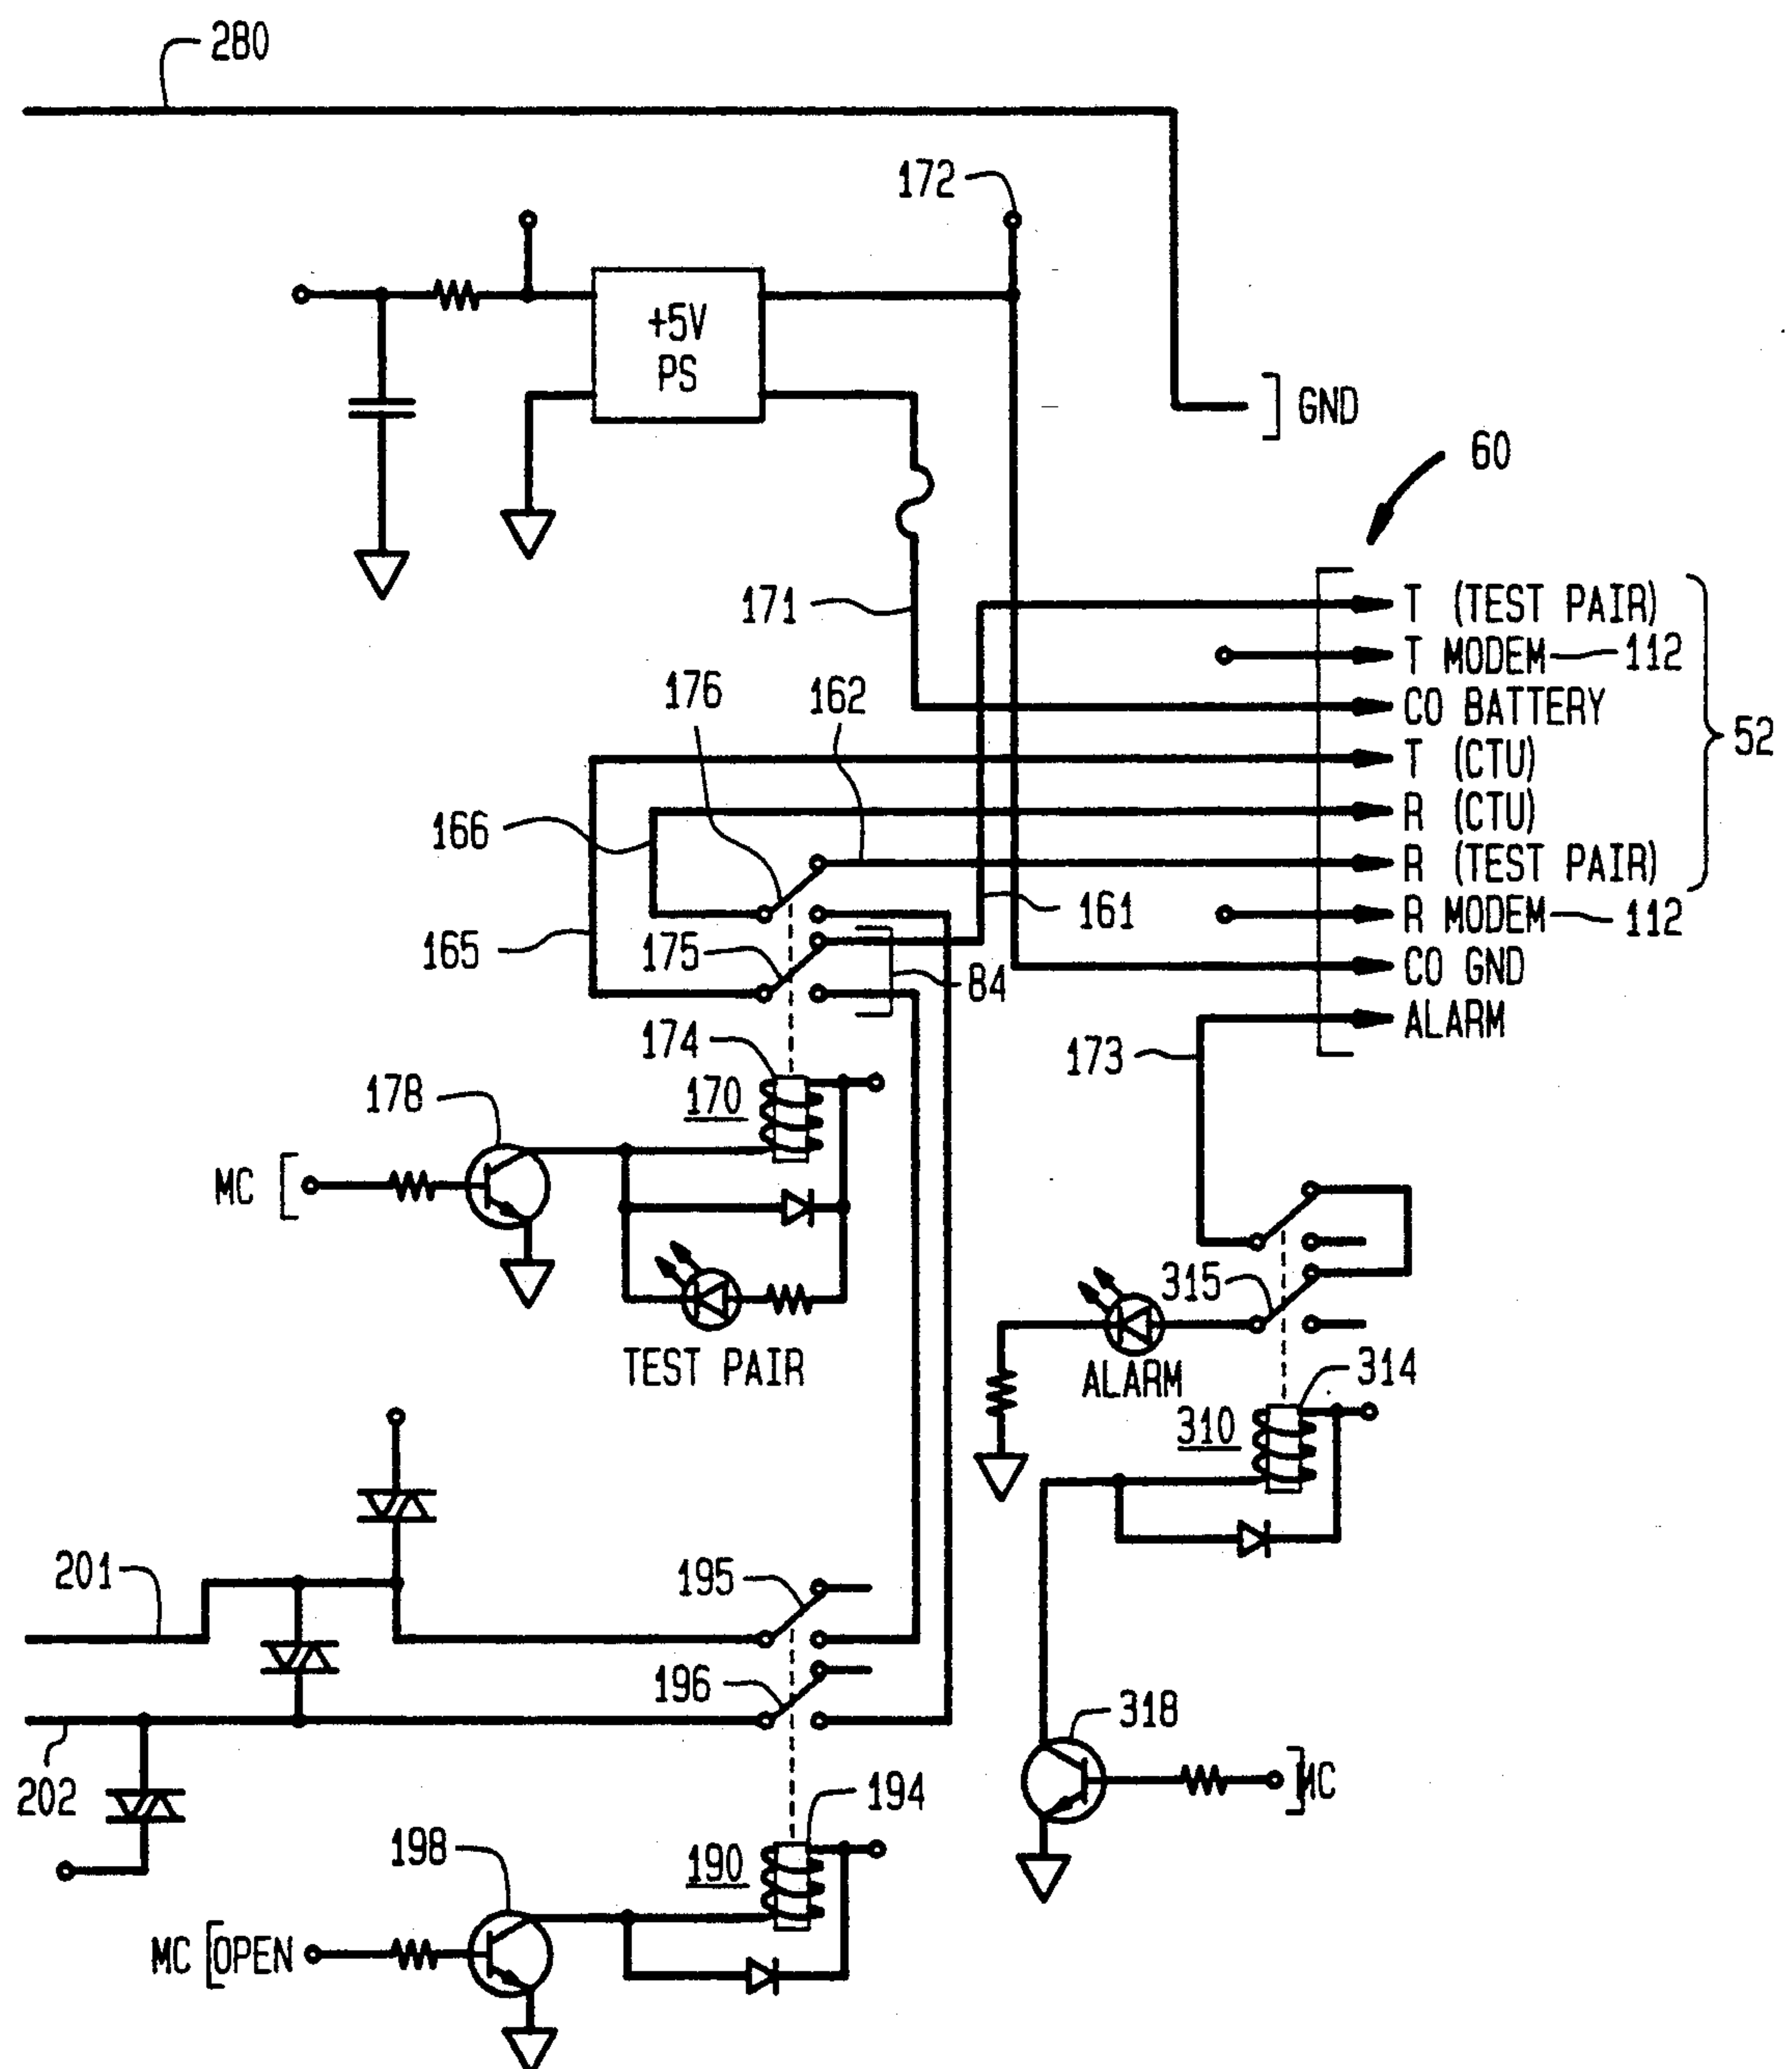 280
172
+5V
PS
GND
60
171
T (TEST PAIR)
T MODEM 112
CO BATTERY
T (CTU)
R (CTU)
R (TEST PAIR)
R MODEM 112
CO GND
ALARM
52
176
162
166
161
165
175
84
174
173
170
178
MC
315
TEST PAIR
ALARM
314
310
201
195
196
318
202
MC
194
198
190
MC OPEN